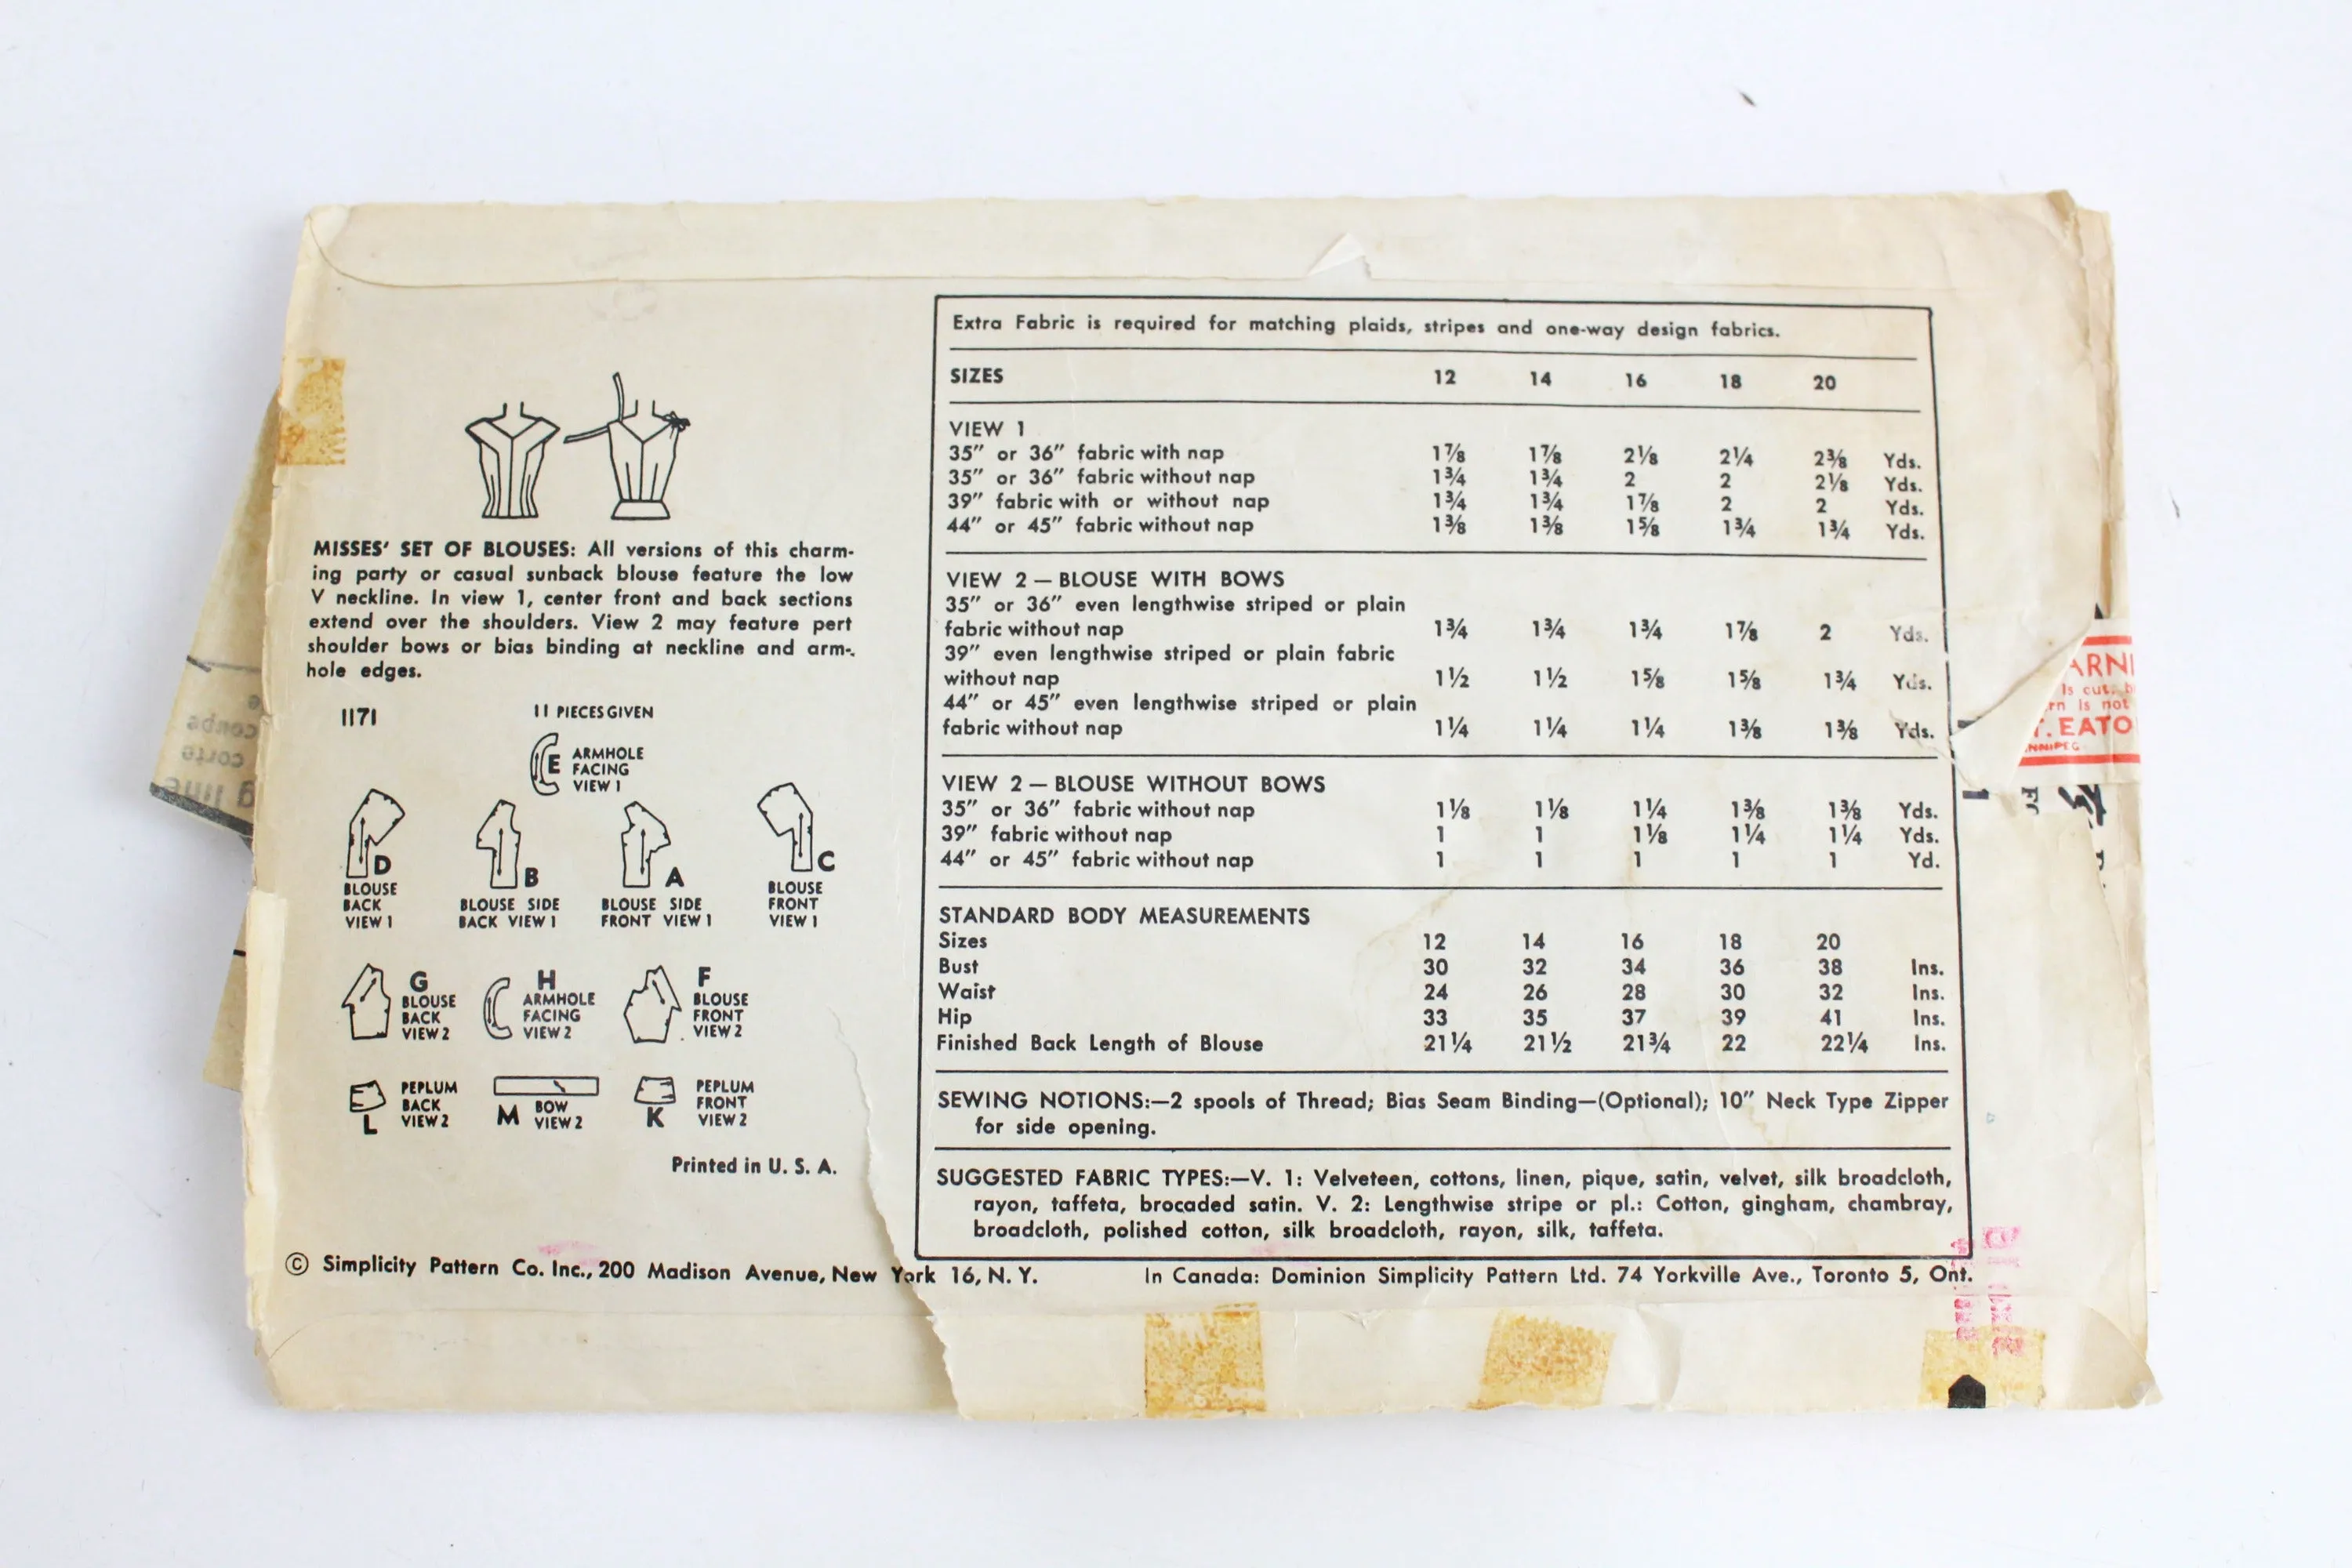 MISSES' SET OF BLOUSES: All versions of this charm-
ing party or casual sunback blouse feature the low
V neckline. In view 1, center front and back sections
extend over the shoulders. View 2 may feature pert
shoulder bows or bias binding at neckline and arm-
hole edges.
1171 11 PIECES GIVEN
E ARMHOLE
FACING
VIEW 1
D
BLOUSE
BACK
VIEW 1
B
BLOUSE SIDE
BACK VIEW 1
A
BLOUSE SIDE
FRONT VIEW 1
C
BLOUSE
FRONT
VIEW 1
G
BLOUSE
BACK
VIEW 2
H
ARMHOLE
FACING
VIEW 2
F
BLOUSE
FRONT
VIEW 2
L
PEPLUM
BACK
VIEW 2
M
BOW
VIEW 2
K
PEPLUM
FRONT
VIEW 2
Printed in U. S. A.
Extra Fabric is required for matching plaids, stripes and one-way design fabrics.
SIZES 12 14 16 18 20
VIEW 1
35" or 36" fabric with nap 1⅞ 1⅞ 2⅛ 2¼ 2⅜ Yds.
35" or 36" fabric without nap 1¾ 1¾ 2 2 2⅛ Yds.
39" fabric with or without nap 1¾ 1¾ 1⅞ 2 2 Yds.
44" or 45" fabric without nap 1⅜ 1⅜ 1⅝ 1¾ 1¾ Yds.
VIEW 2 — BLOUSE WITH BOWS
35" or 36" even lengthwise striped or plain
fabric without nap 1¾ 1¾ 1¾ 1⅞ 2 Yds.
39" even lengthwise striped or plain fabric
without nap 1½ 1½ 1⅝ 1⅝ 1¾ Yds.
44" or 45" even lengthwise striped or plain
fabric without nap 1¼ 1¼ 1¼ 1⅜ 1⅜ Yds.
VIEW 2 — BLOUSE WITHOUT BOWS
35" or 36" fabric without nap 1⅛ 1⅛ 1¼ 1⅜ 1⅜ Yds.
39" fabric without nap 1 1 1⅛ 1¼ 1¼ Yds.
44" or 45" fabric without nap 1 1 1 1 1 Yd.
STANDARD BODY MEASUREMENTS
Sizes 12 14 16 18 20
Bust 30 32 34 36 38 Ins.
Waist 24 26 28 30 32 Ins.
Hip 33 35 37 39 41 Ins.
Finished Back Length of Blouse 21¼ 21½ 21¾ 22 22¼ Ins.
SEWING NOTIONS:—2 spools of Thread; Bias Seam Binding—(Optional); 10" Neck Type Zipper
for side opening.
SUGGESTED FABRIC TYPES:—V. 1: Velveteen, cottons, linen, pique, satin, velvet, silk broadcloth,
rayon, taffeta, brocaded satin. V. 2: Lengthwise stripe or pl.: Cotton, gingham, chambray,
broadcloth, polished cotton, silk broadcloth, rayon, silk, taffeta.
© Simplicity Pattern Co. Inc., 200 Madison Avenue, New York 16, N. Y. In Canada: Dominion Simplicity Pattern Ltd. 74 Yorkville Ave., Toronto 5, Ont.
ARNI
is cut, b
rn is not
T. EATO
NNIPEG
corte